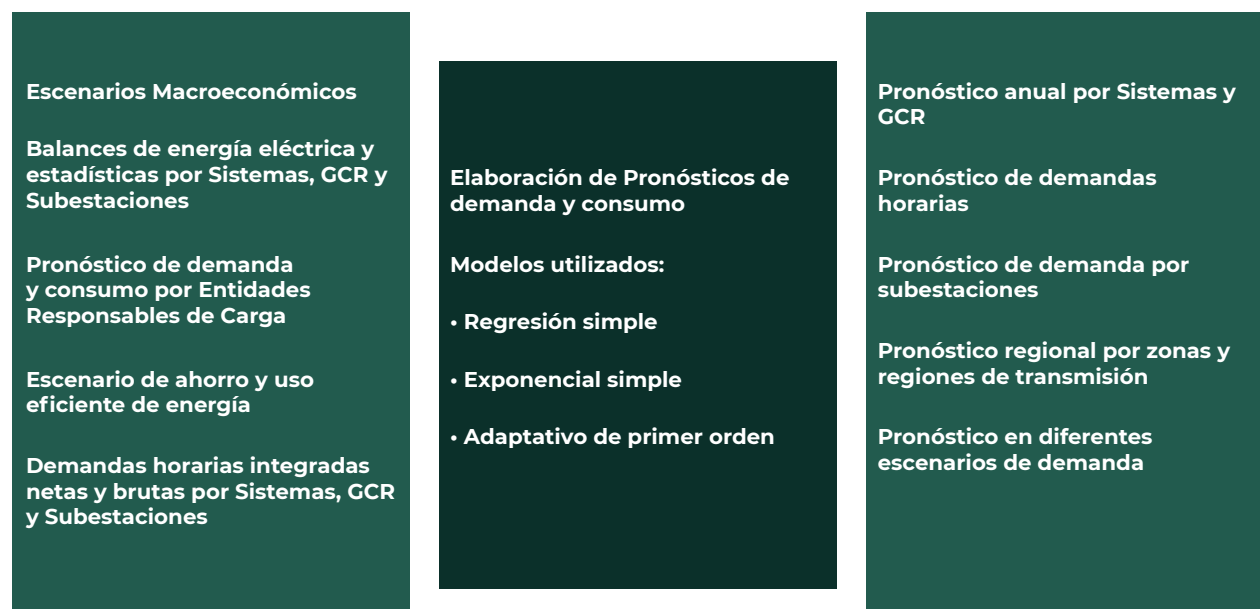 Escenarios Macroeconómicos
Balances de energía eléctrica y
estadísticas por Sistemas, GCR y
Subestaciones
Pronóstico de demanda
y consumo por Entidades
Responsables de Carga
Escenario de ahorro y uso
eficiente de energía
Demandas horarias integradas
netas y brutas por Sistemas, GCR
y Subestaciones
Elaboración de Pronósticos de
demanda y consumo
Modelos utilizados:
• Regresión simple
• Exponencial simple
• Adaptativo de primer orden
Pronóstico anual por Sistemas y
GCR
Pronóstico de demandas
horarias
Pronóstico de demanda por
subestaciones
Pronóstico regional por zonas y
regiones de transmisión
Pronóstico en diferentes
escenarios de demanda